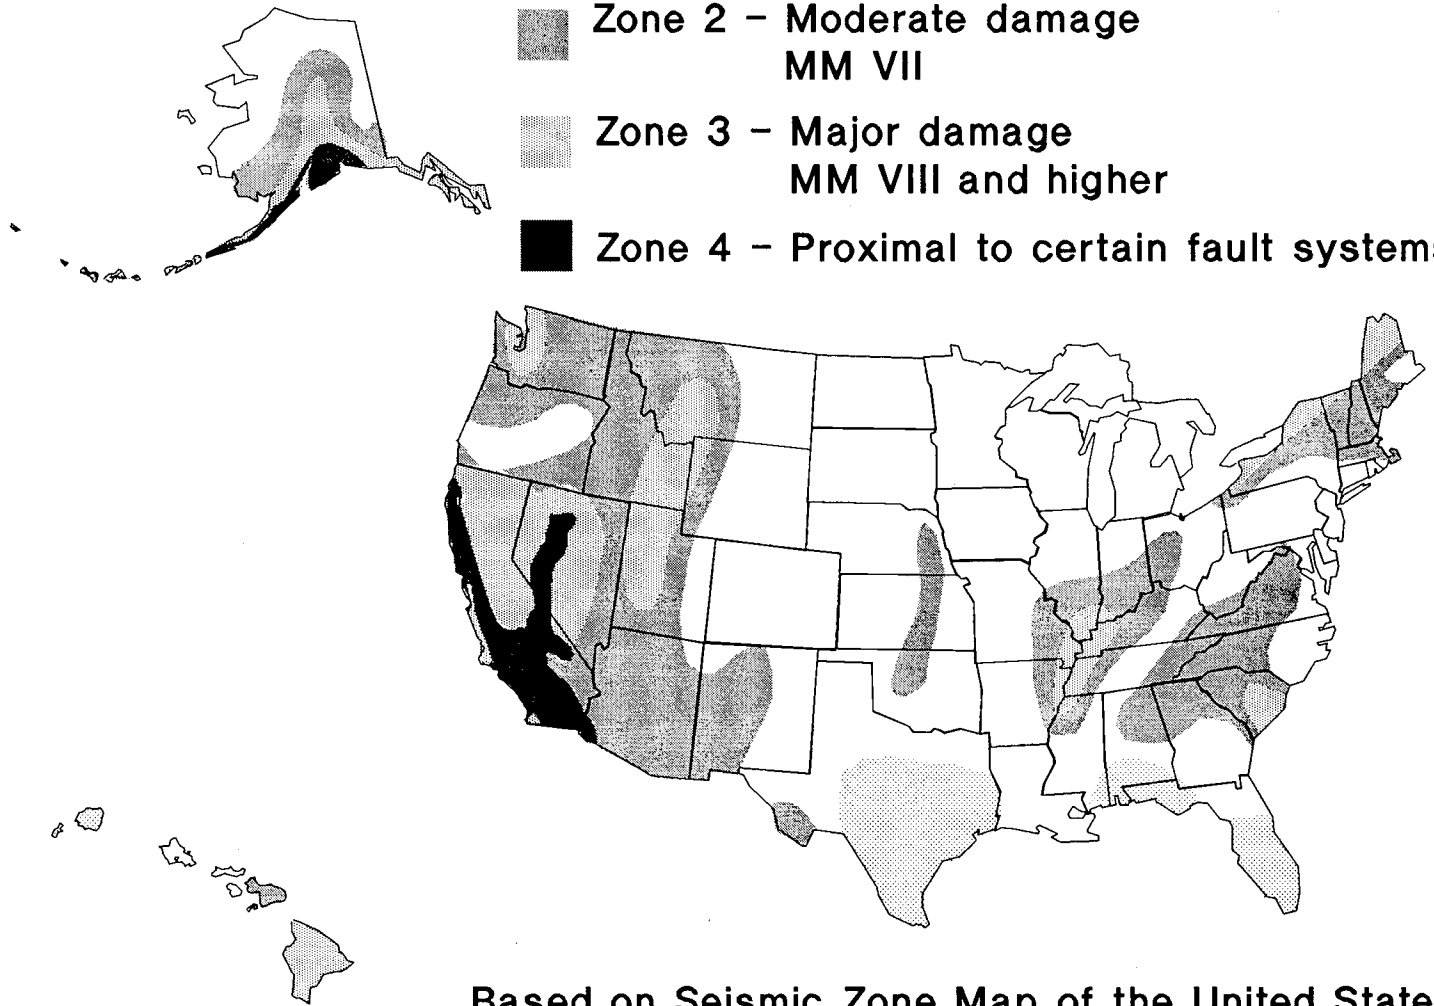 Zone 2 - Moderate damage
MM VII
Zone 3 - Major damage
MM VIII and higher
Zone 4 - Proximal to certain fault system
Based on Seismic Zone Map of the United State